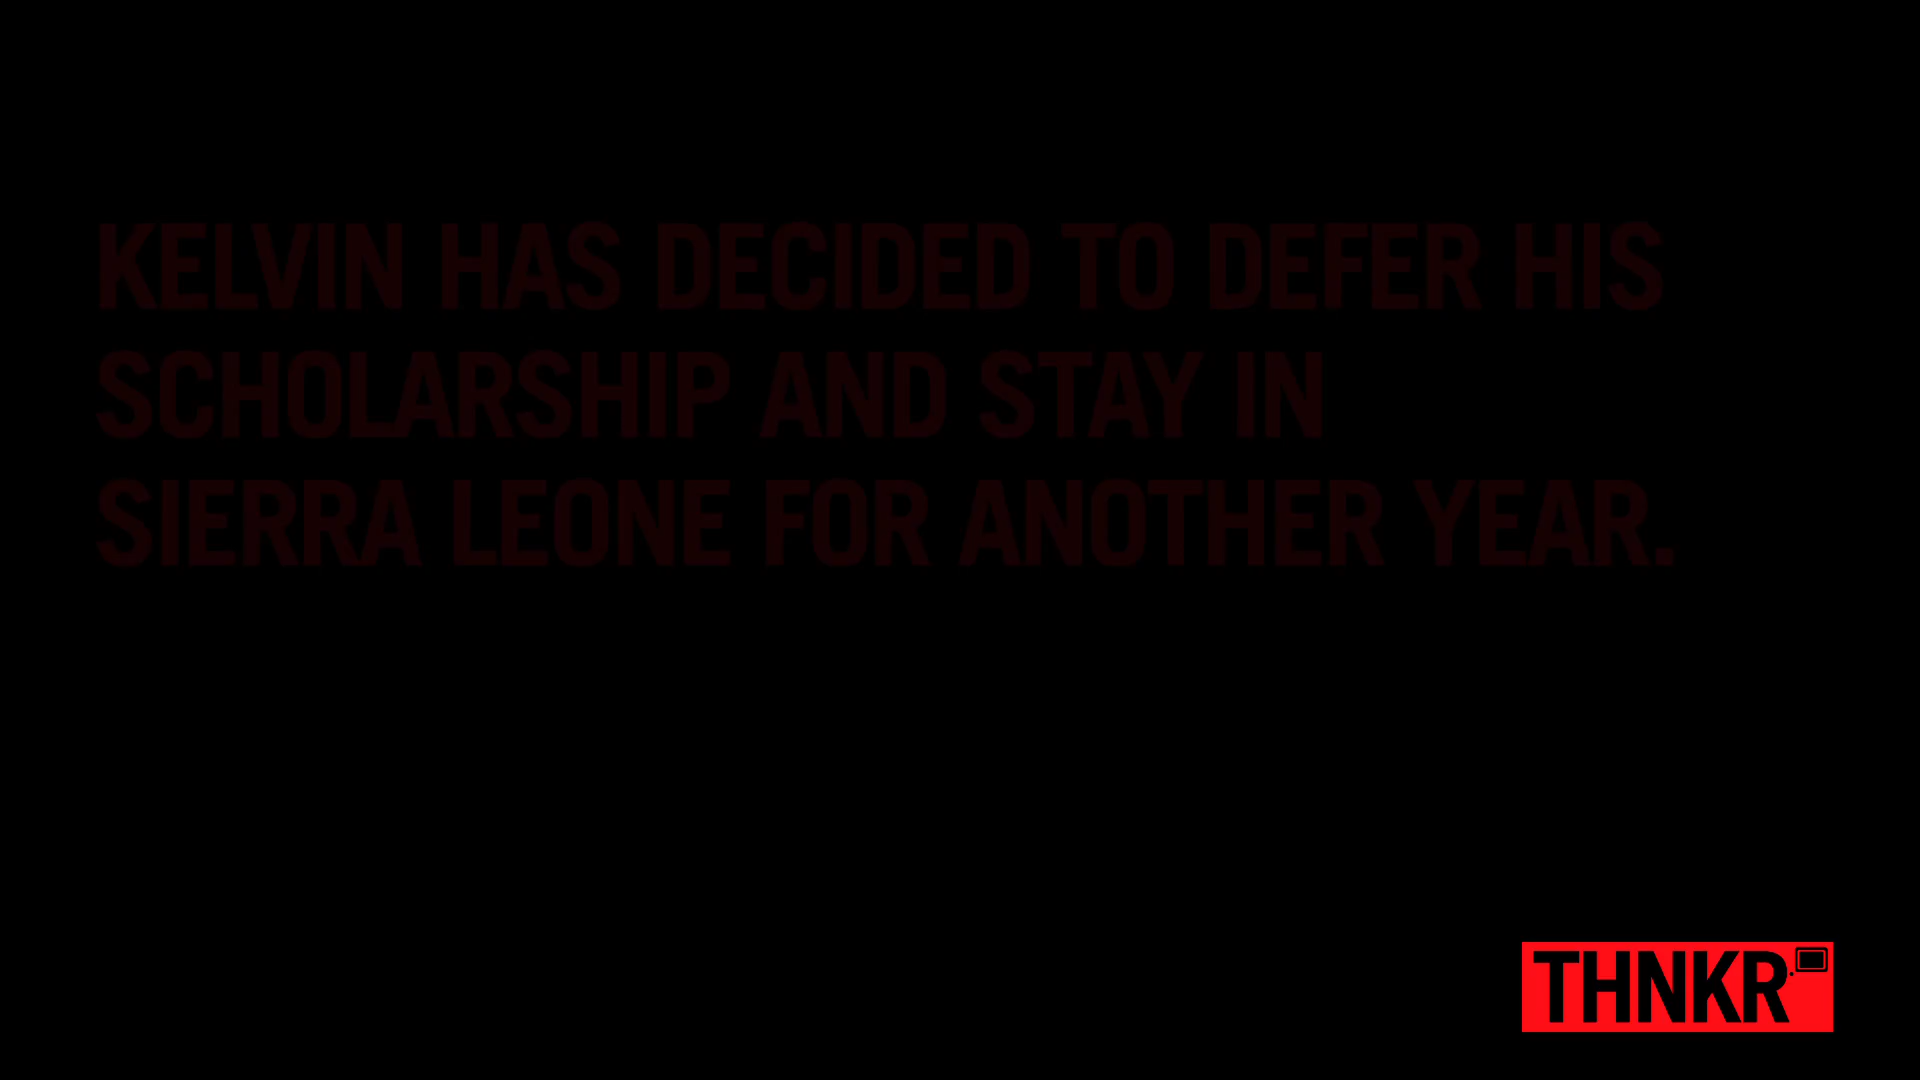 KELVIN HAS DECIDED TO DEFER HIS
SCHOLARSHIP AND STAY IN
SIERRA LEONE FOR ANOTHER YEAR.
THNKR